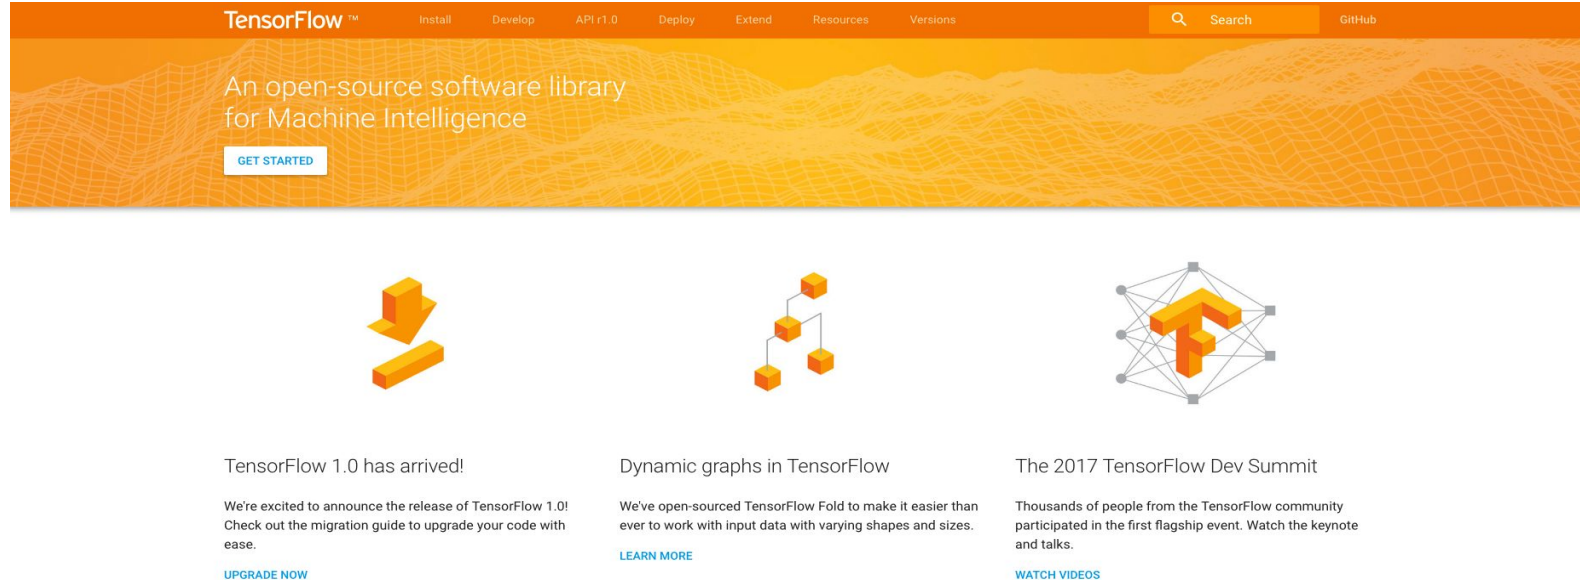 TensorFlow ™ Install Develop API r1.0 Deploy Extend Resources Versions Search GitHub
An open-source software library
for Machine Intelligence
GET STARTED
TensorFlow 1.0 has arrived!
We're excited to announce the release of TensorFlow 1.0!
Check out the migration guide to upgrade your code with
ease.
UPGRADE NOW
Dynamic graphs in TensorFlow
We've open-sourced TensorFlow Fold to make it easier than
ever to work with input data with varying shapes and sizes.
LEARN MORE
The 2017 TensorFlow Dev Summit
Thousands of people from the TensorFlow community
participated in the first flagship event. Watch the keynote
and talks.
WATCH VIDEOS